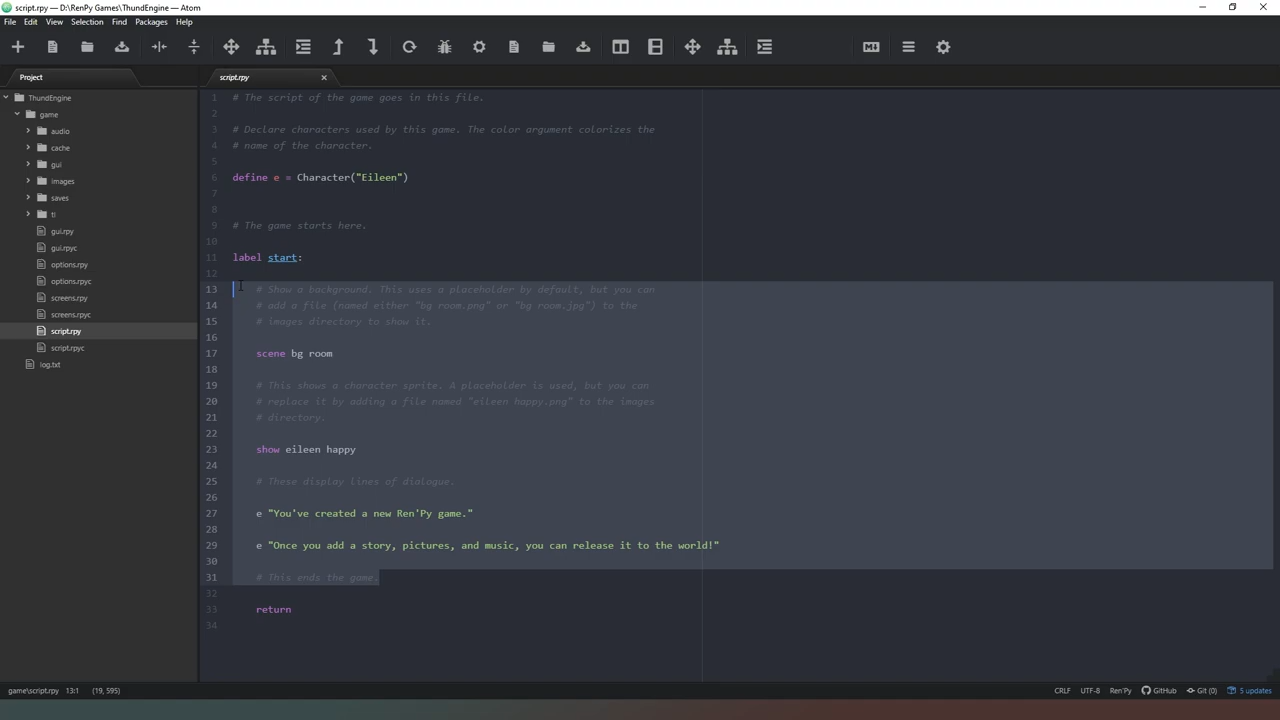 script.rpy — D:\RenPy Games\ThundEngine — Atom
File Edit View Selection Find Packages Help
Project
script.rpy
ThundEngine
game
audio
cache
gui
images
saves
tl
gui.rpy
gui.rpyc
options.rpy
options.rpyc
screens.rpy
screens.rpyc
script.rpy
script.rpyc
log.txt
1 # The script of the game goes in this file.
2
3 # Declare characters used by this game. The color argument colorizes the
4 # name of the character.
5
6 define e = Character("Eileen")
7
8
9 # The game starts here.
10
11 label start:
12
13 # Show a background. This uses a placeholder by default, but you can
14 # add a file (named either "bg room.png" or "bg room.jpg") to the
15 # images directory to show it.
16
17 scene bg room
18
19 # This shows a character sprite. A placeholder is used, but you can
20 # replace it by adding a file named "eileen happy.png" to the images
21 # directory.
22
23 show eileen happy
24
25 # These display lines of dialogue.
26
27 e "You've created a new Ren'Py game."
28
29 e "Once you add a story, pictures, and music, you can release it to the world!"
30
31 # This ends the game.
32
33 return
34
game\script.rpy 13:1 (19, 595) CRLF UTF-8 Ren'Py GitHub Git (0) 5 updates